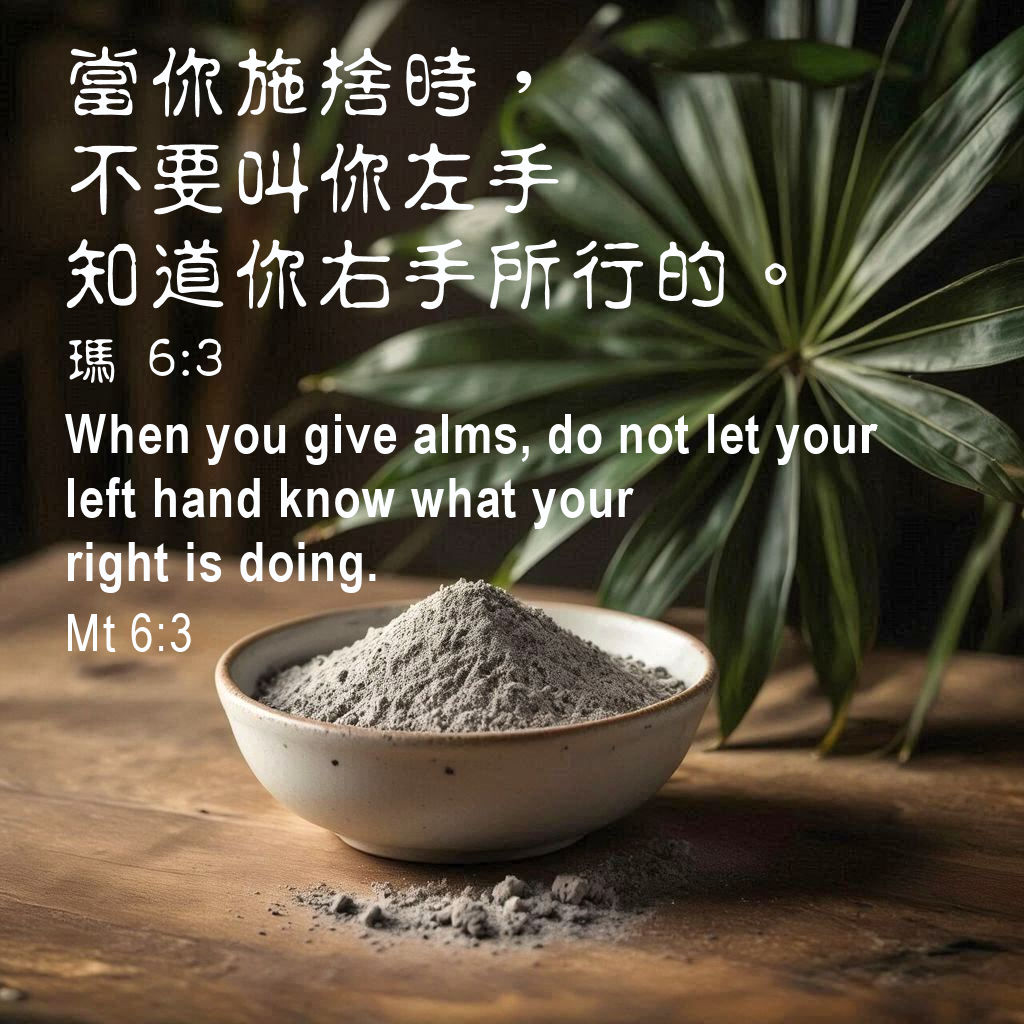 當你施捨時，
不要叫你左手
知道你右手所行的。
瑪 6:3
When you give alms, do not let your
left hand know what your
right is doing.
Mt 6:3